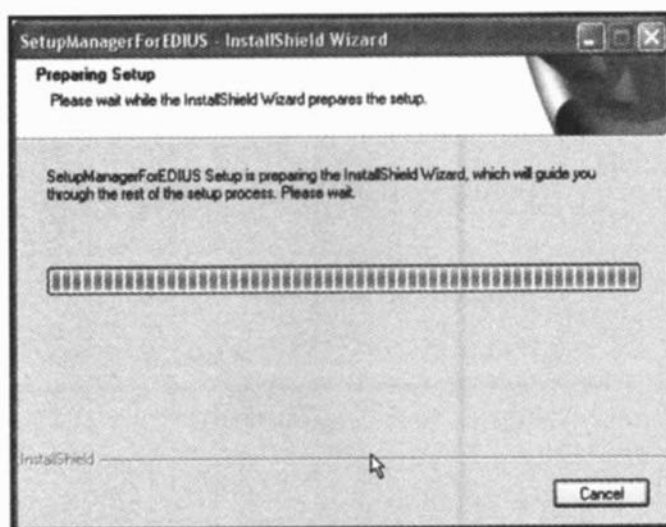 SetupManagerForEDIUS - InstallShield Wizard
Preparing Setup
Please wait while the InstallShield Wizard prepares the setup.
SetupManagerForEDIUS Setup is preparing the InstallShield Wizard, which will guide you
through the rest of the setup process. Please wait.
InstallShield
Cancel